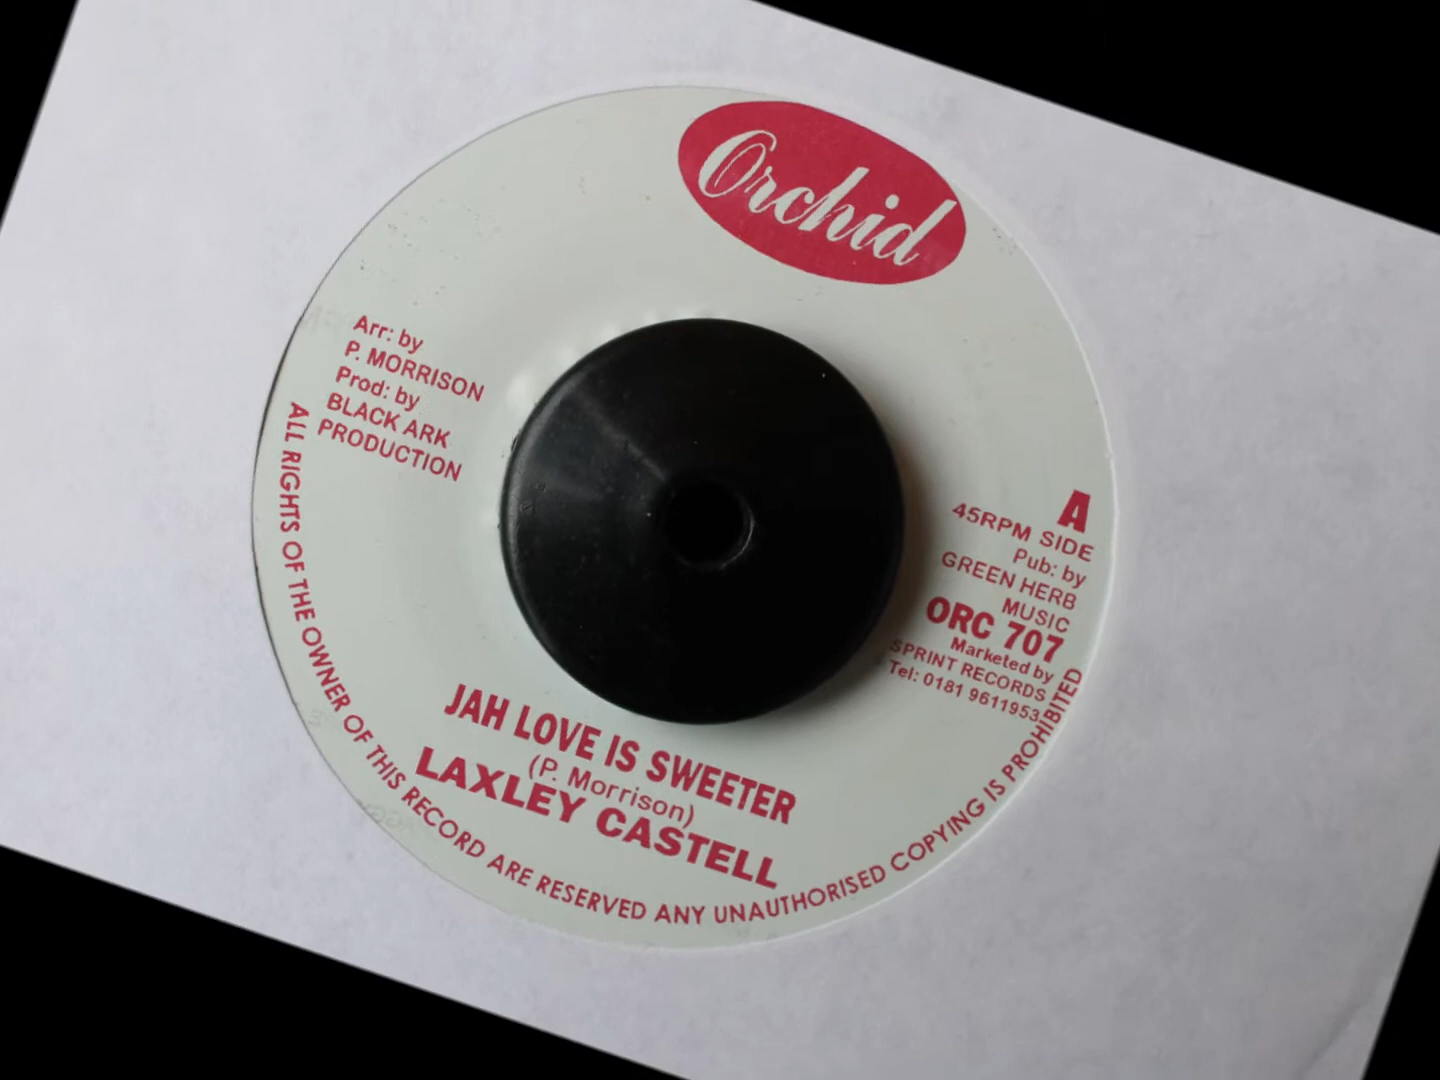 Orchid
Arr: by
P. MORRISON
Prod: by
BLACK ARK
PRODUCTION
A
45RPM SIDE
Pub: by
GREEN HERB
MUSIC
ORC 707
Marketed by
SPRINT RECORDS
Tel: 0181 9611953
JAH LOVE IS SWEETER
(P. Morrison)
LAXLEY CASTELL
ALL RIGHTS OF THE OWNER OF THIS RECORD ARE RESERVED ANY UNAUTHORISED COPYING IS PROHIBITED